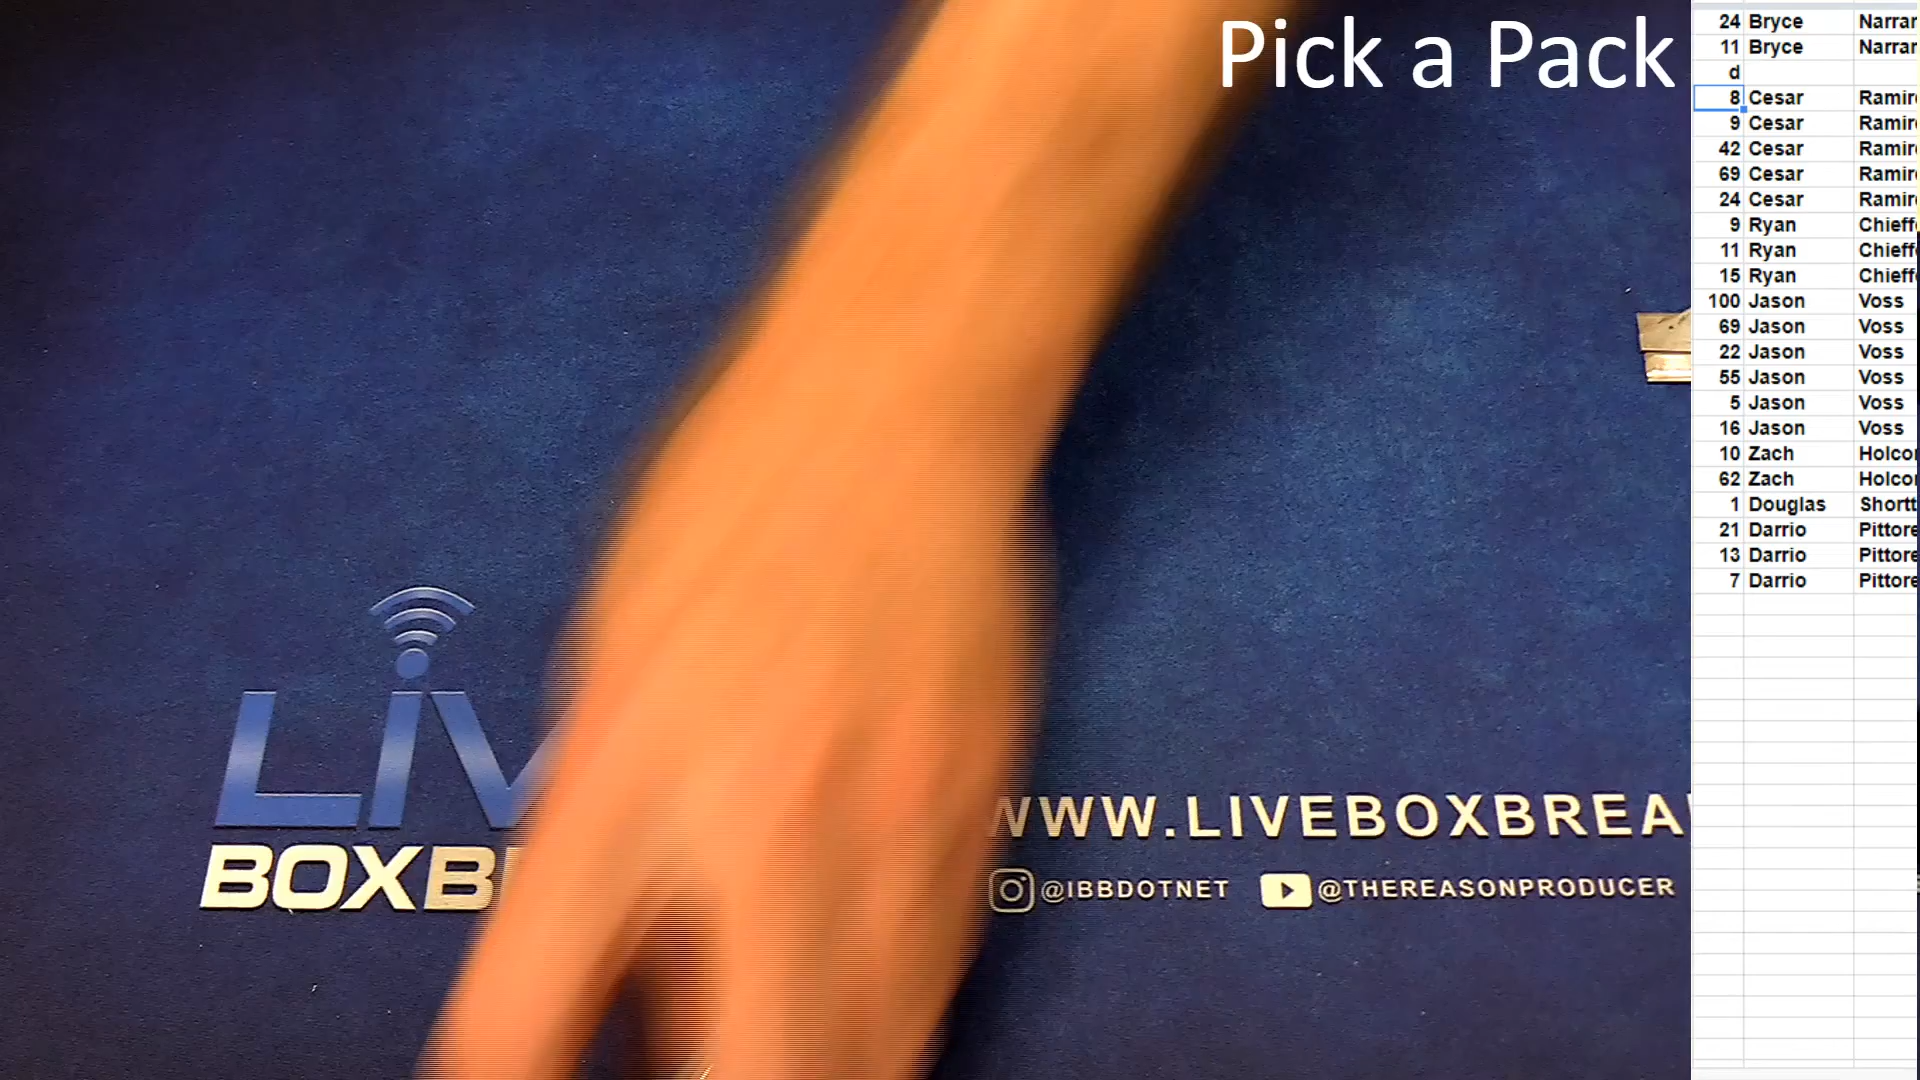 Pick a Pack
24 Bryce Narrar
11 Bryce Narrar
d
8 Cesar Ramir
9 Cesar Ramir
42 Cesar Ramir
69 Cesar Ramir
24 Cesar Ramir
9 Ryan Chieff
11 Ryan Chieff
15 Ryan Chieff
100 Jason Voss
69 Jason Voss
22 Jason Voss
55 Jason Voss
5 Jason Voss
16 Jason Voss
10 Zach Holcor
62 Zach Holcor
1 Douglas Shortt
21 Darrio Pittore
13 Darrio Pittore
7 Darrio Pittore
LIV
BOXB
WWW.LIVEBOXBREA
@IBBDOTNET @THEREASONPRODUCER